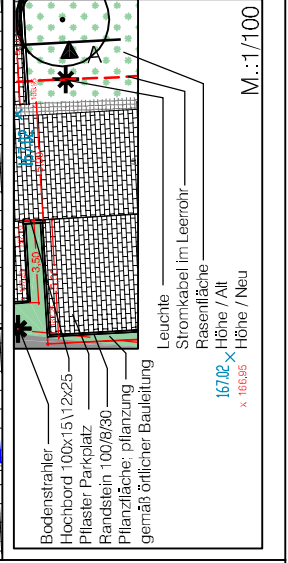 Bodenstrahler
Hochbord 100x15\12x25
Pflaster Parkplatz
Randstein 100/8/30
Pflanzfläche; pflanzung
gemäß örtlicher Bauleitung
Leuchte
Stromkabel im Leerrohr
Rasenfläche
167.02 × Höhe / Alt
x 166,95 Höhe / Neu
M.:1/100
A
167.02 ×
3,50